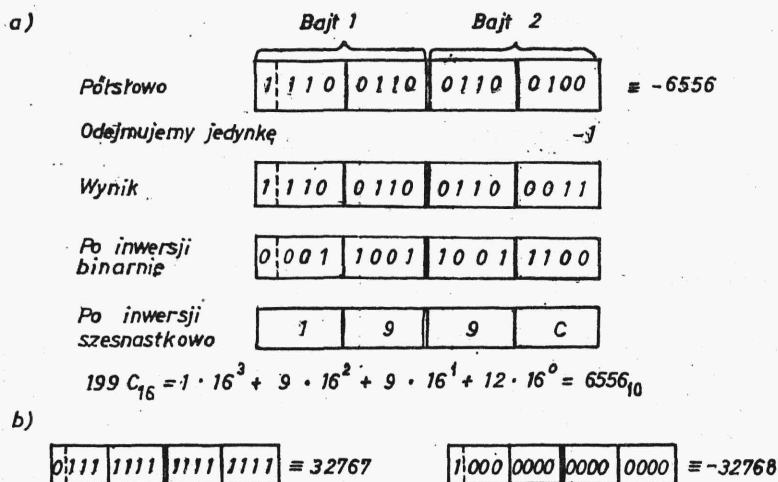 a)
Bajt 1 Bajt 2
Półsłowo 1 110 0110 0110 0100 ≡ -6556
Odejmujemy jedynkę -1
Wynik 1 110 0110 0110 0011
Po inwersji binarnie 0 001 1001 1001 1100
Po inwersji szesnastkowo 1 9 9 C
199 C₁₆ = 1 · 16³ + 9 · 16² + 9 · 16¹ + 12 · 16⁰ = 6556₁₀
b)
0 111 1111 1111 1111 ≡ 32767 1 000 0000 0000 0000 ≡ -32768